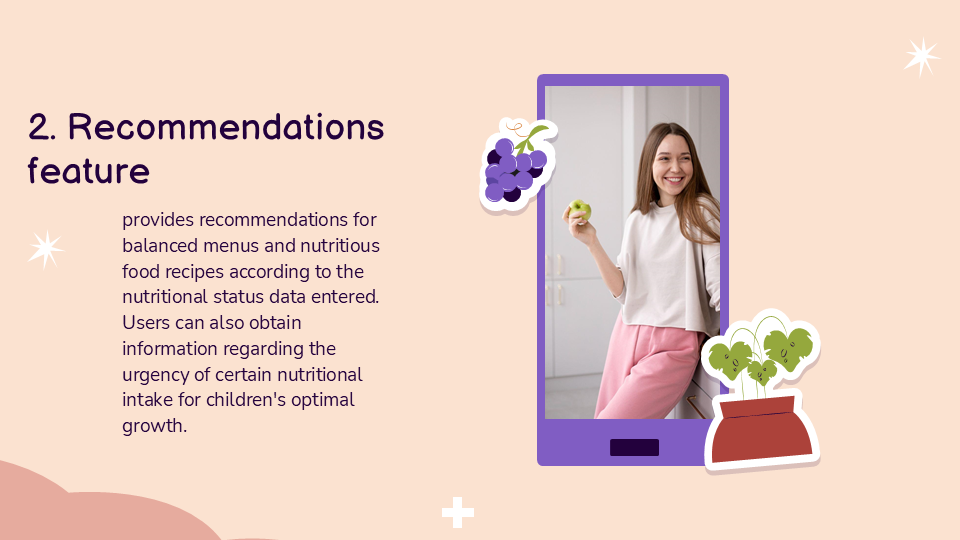 2. Recommendations
feature
provides recommendations for
balanced menus and nutritious
food recipes according to the
nutritional status data entered.
Users can also obtain
information regarding the
urgency of certain nutritional
intake for children's optimal
growth.